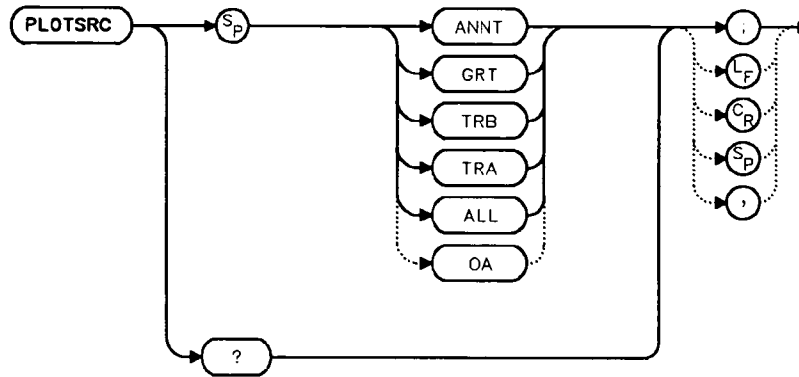 PLOTSRC SP ANNT ;
GRT LF
TRB CR
TRA SP
ALL ,
OA
?